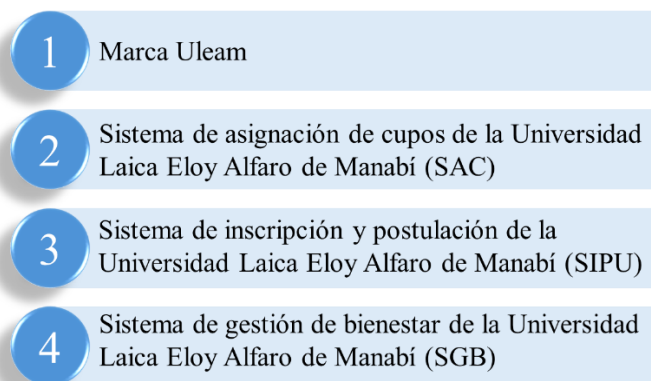 1
Marca Uleam
2
Sistema de asignación de cupos de la Universidad
Laica Eloy Alfaro de Manabí (SAC)
3
Sistema de inscripción y postulación de la
Universidad Laica Eloy Alfaro de Manabí (SIPU)
4
Sistema de gestión de bienestar de la Universidad
Laica Eloy Alfaro de Manabí (SGB)